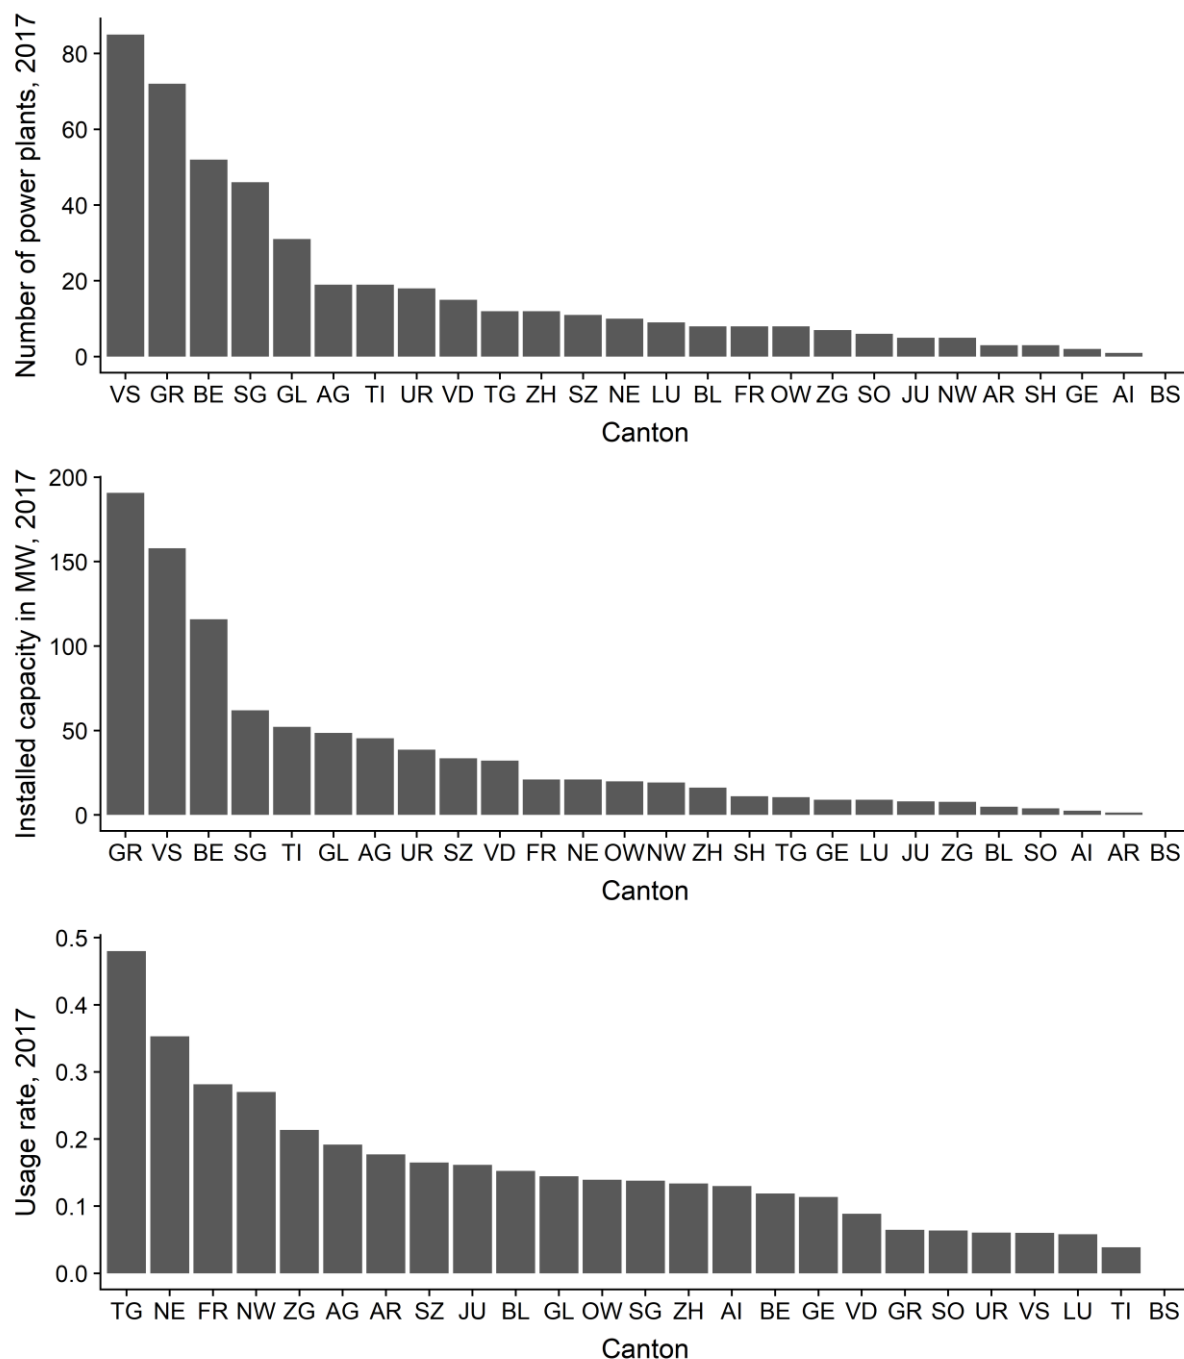 Number of power plants, 2017
80
60
40
20
0
VS GR BE SG GL AG TI UR VD TG ZH SZ NE LU BL FR OW ZG SO JU NW AR SH GE AI BS
Canton
Installed capacity in MW, 2017
200
150
100
50
0
GR VS BE SG TI GL AG UR SZ VD FR NE OW NW ZH SH TG GE LU JU ZG BL SO AI AR BS
Canton
Usage rate, 2017
0.5
0.4
0.3
0.2
0.1
0.0
TG NE FR NW ZG AG AR SZ JU BL GL OW SG ZH AI BE GE VD GR SO UR VS LU TI BS
Canton